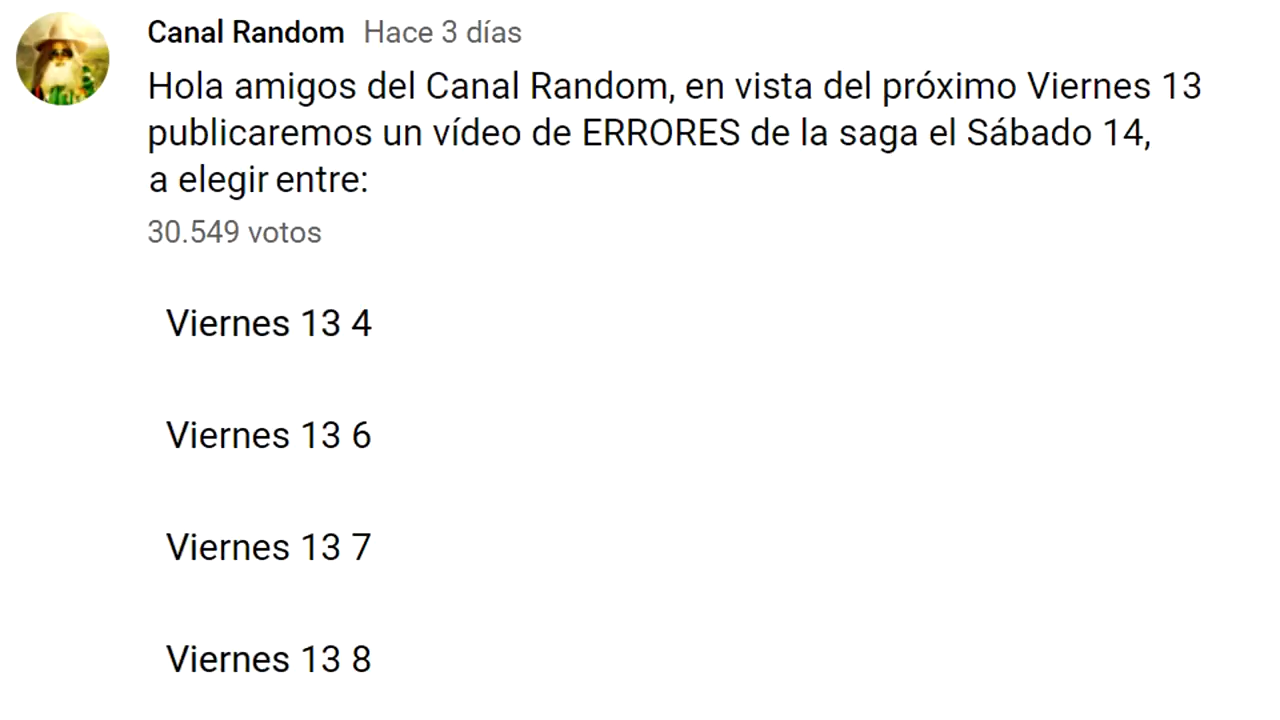 Canal Random Hace 3 días
Hola amigos del Canal Random, en vista del próximo Viernes 13
publicaremos un vídeo de ERRORES de la saga el Sábado 14,
a elegir entre:
30.549 votos
Viernes 13 4
Viernes 13 6
Viernes 13 7
Viernes 13 8